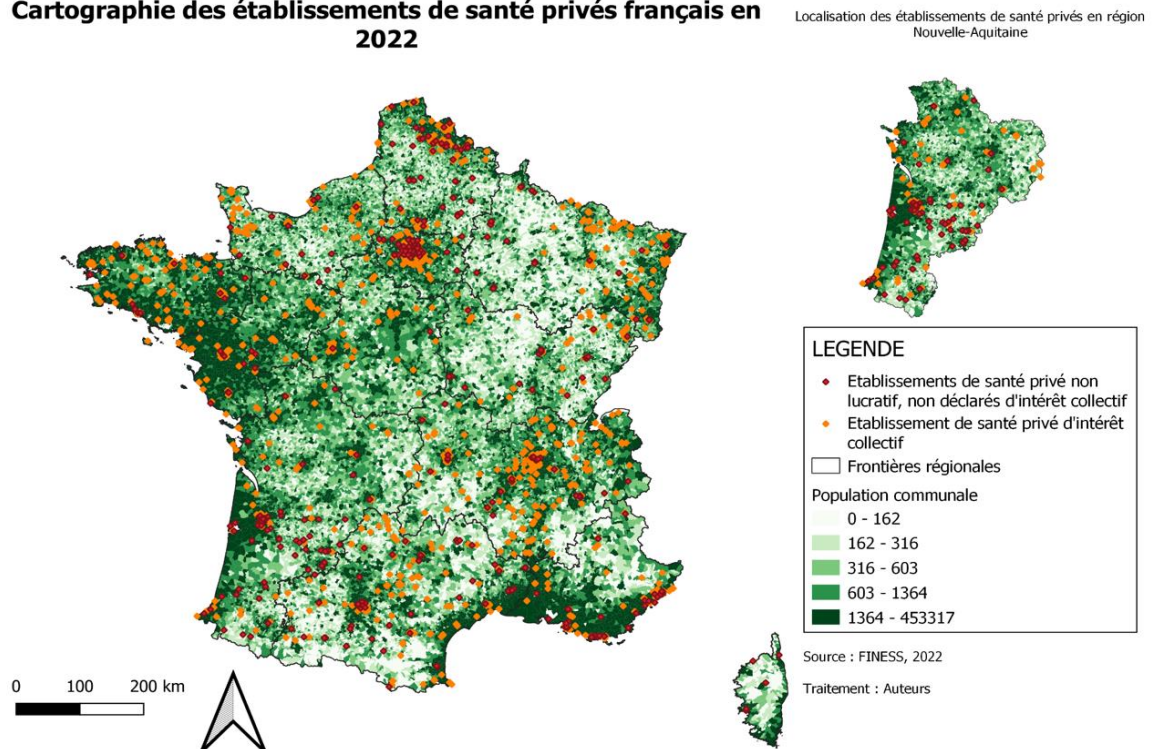 Cartographie des établissements de santé privés français en
2022
Localisation des établissements de santé privés en région
Nouvelle-Aquitaine
LEGENDE
Etablissements de santé privé non
lucratif, non déclarés d'intérêt collectif
Etablissement de santé privé d'intérêt
collectif
Frontières régionales
Population communale
0 - 162
162 - 316
316 - 603
603 - 1364
1364 - 453317
Source : FINESS, 2022
Traitement : Auteurs
0 100 200 km